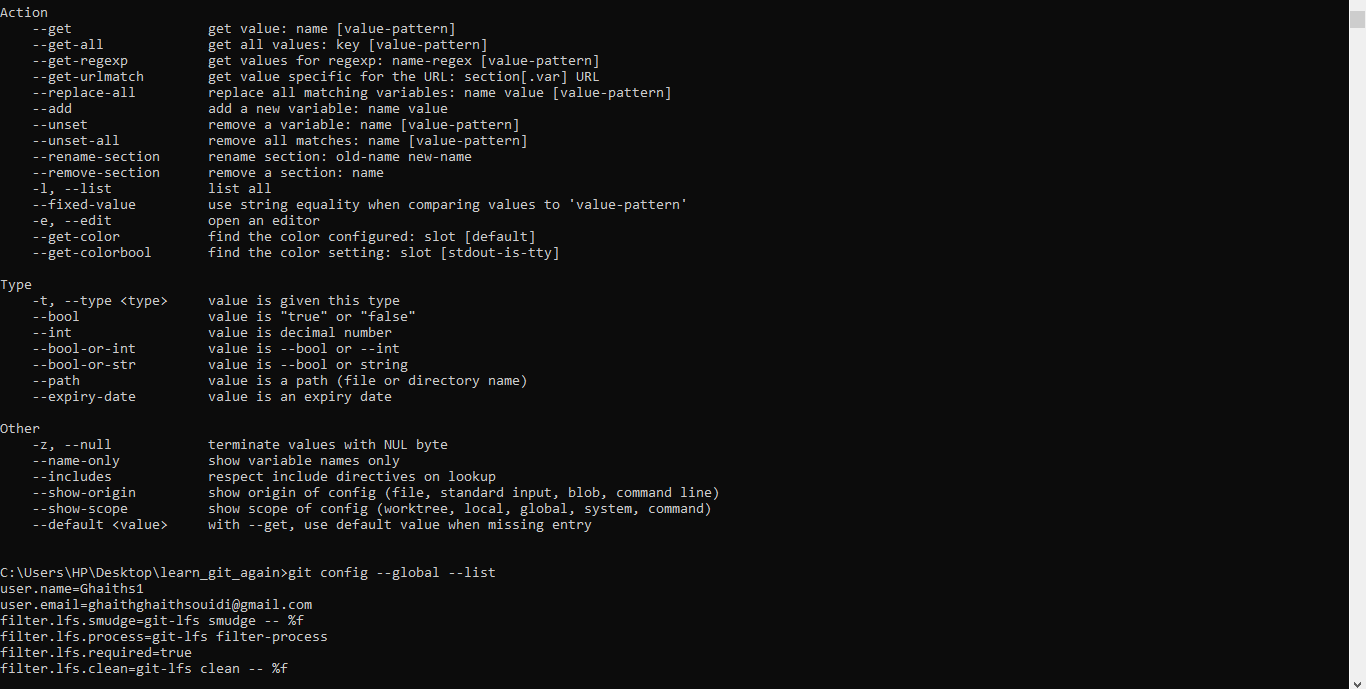 Action
    --get                 get value: name [value-pattern]
    --get-all             get all values: key [value-pattern]
    --get-regexp          get values for regexp: name-regex [value-pattern]
    --get-urlmatch        get value specific for the URL: section[.var] URL
    --replace-all         replace all matching variables: name value [value-pattern]
    --add                 add a new variable: name value
    --unset               remove a variable: name [value-pattern]
    --unset-all           remove all matches: name [value-pattern]
    --rename-section      rename section: old-name new-name
    --remove-section      remove a section: name
    -l, --list            list all
    --fixed-value         use string equality when comparing values to 'value-pattern'
    -e, --edit            open an editor
    --get-color           find the color configured: slot [default]
    --get-colorbool       find the color setting: slot [stdout-is-tty]

Type
    -t, --type <type>     value is given this type
    --bool                value is "true" or "false"
    --int                 value is decimal number
    --bool-or-int         value is --bool or --int
    --bool-or-str         value is --bool or string
    --path                value is a path (file or directory name)
    --expiry-date         value is an expiry date

Other
    -z, --null            terminate values with NUL byte
    --name-only           show variable names only
    --includes            respect include directives on lookup
    --show-origin         show origin of config (file, standard input, blob, command line)
    --show-scope          show scope of config (worktree, local, global, system, command)
    --default <value>     with --get, use default value when missing entry

C:\Users\HP\Desktop\learn_git_again>git config --global --list
user.name=Ghaiths1
user.email=ghaithghaithsouidi@gmail.com
filter.lfs.smudge=git-lfs smudge -- %f
filter.lfs.process=git-lfs filter-process
filter.lfs.required=true
filter.lfs.clean=git-lfs clean -- %f